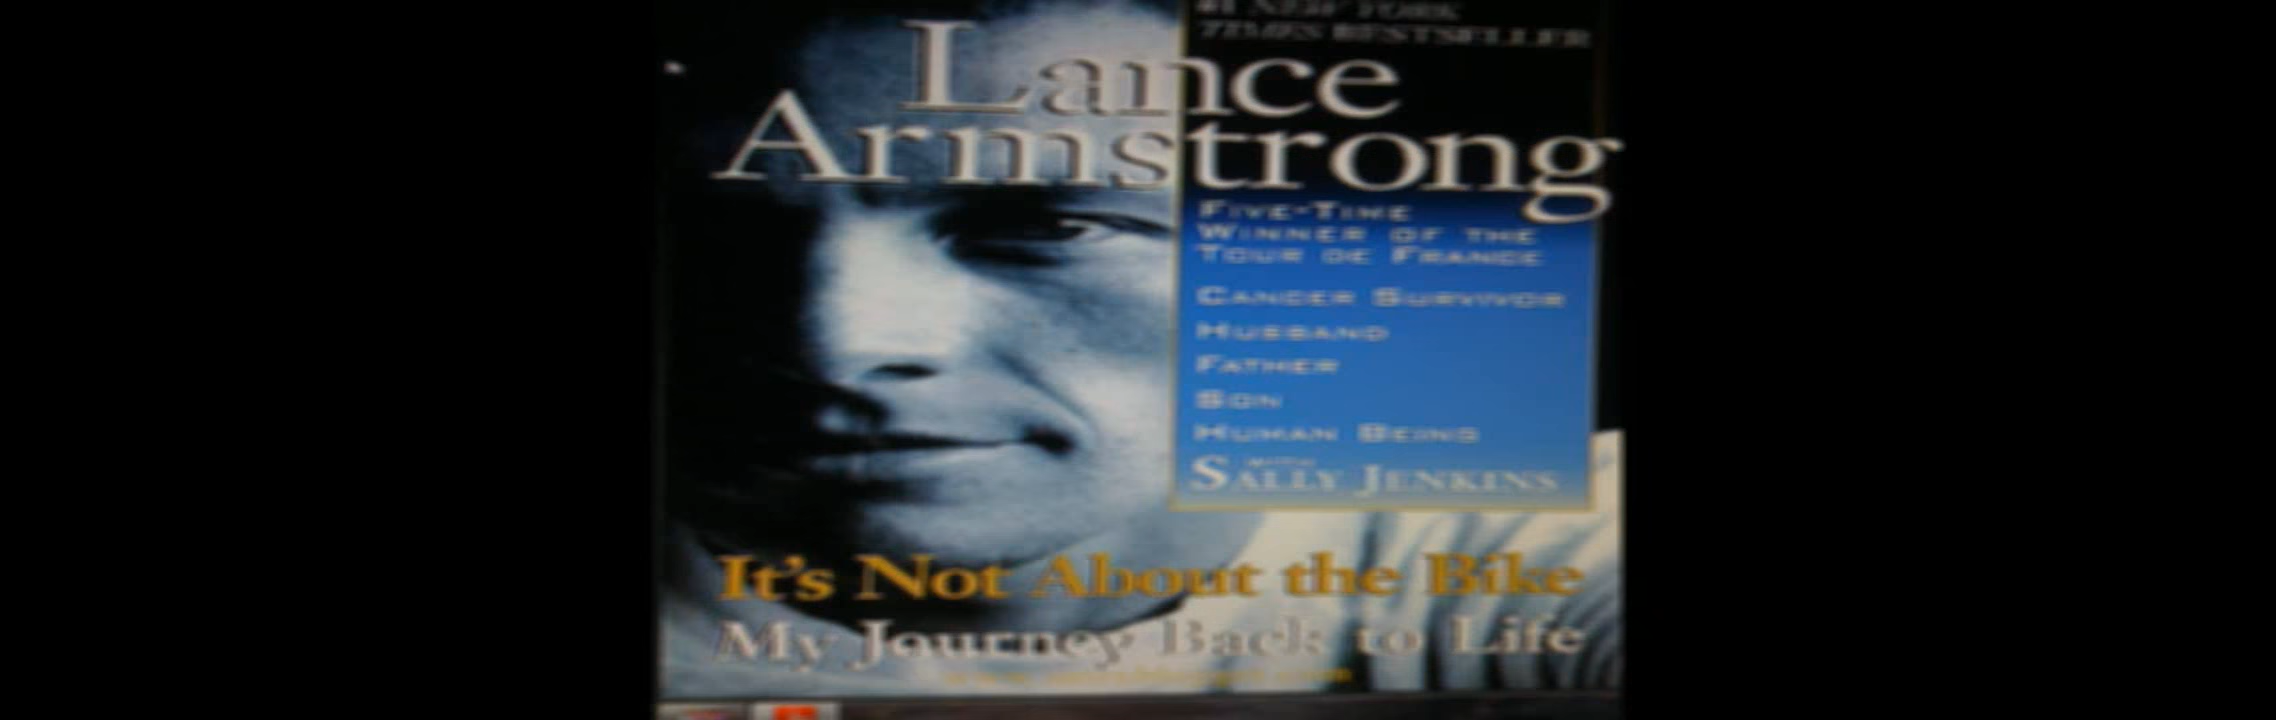 #1 NEW YORK
TIMES BESTSELLER
Lance
Armstrong
FIVE-TIME
WINNER OF THE
TOUR DE FRANCE
CANCER SURVIVOR
HUSBAND
FATHER
SON
HUMAN BEING
WITH
SALLY JENKINS
It's Not About the Bike
My Journey Back to Life